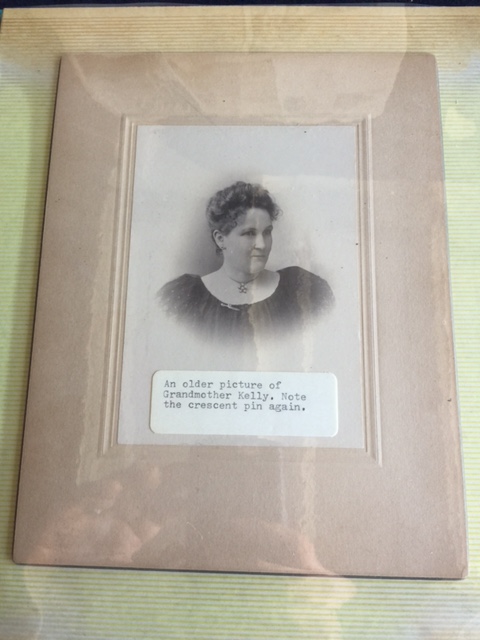 An older picture of
Grandmother Kelly. Note
the crescent pin again.